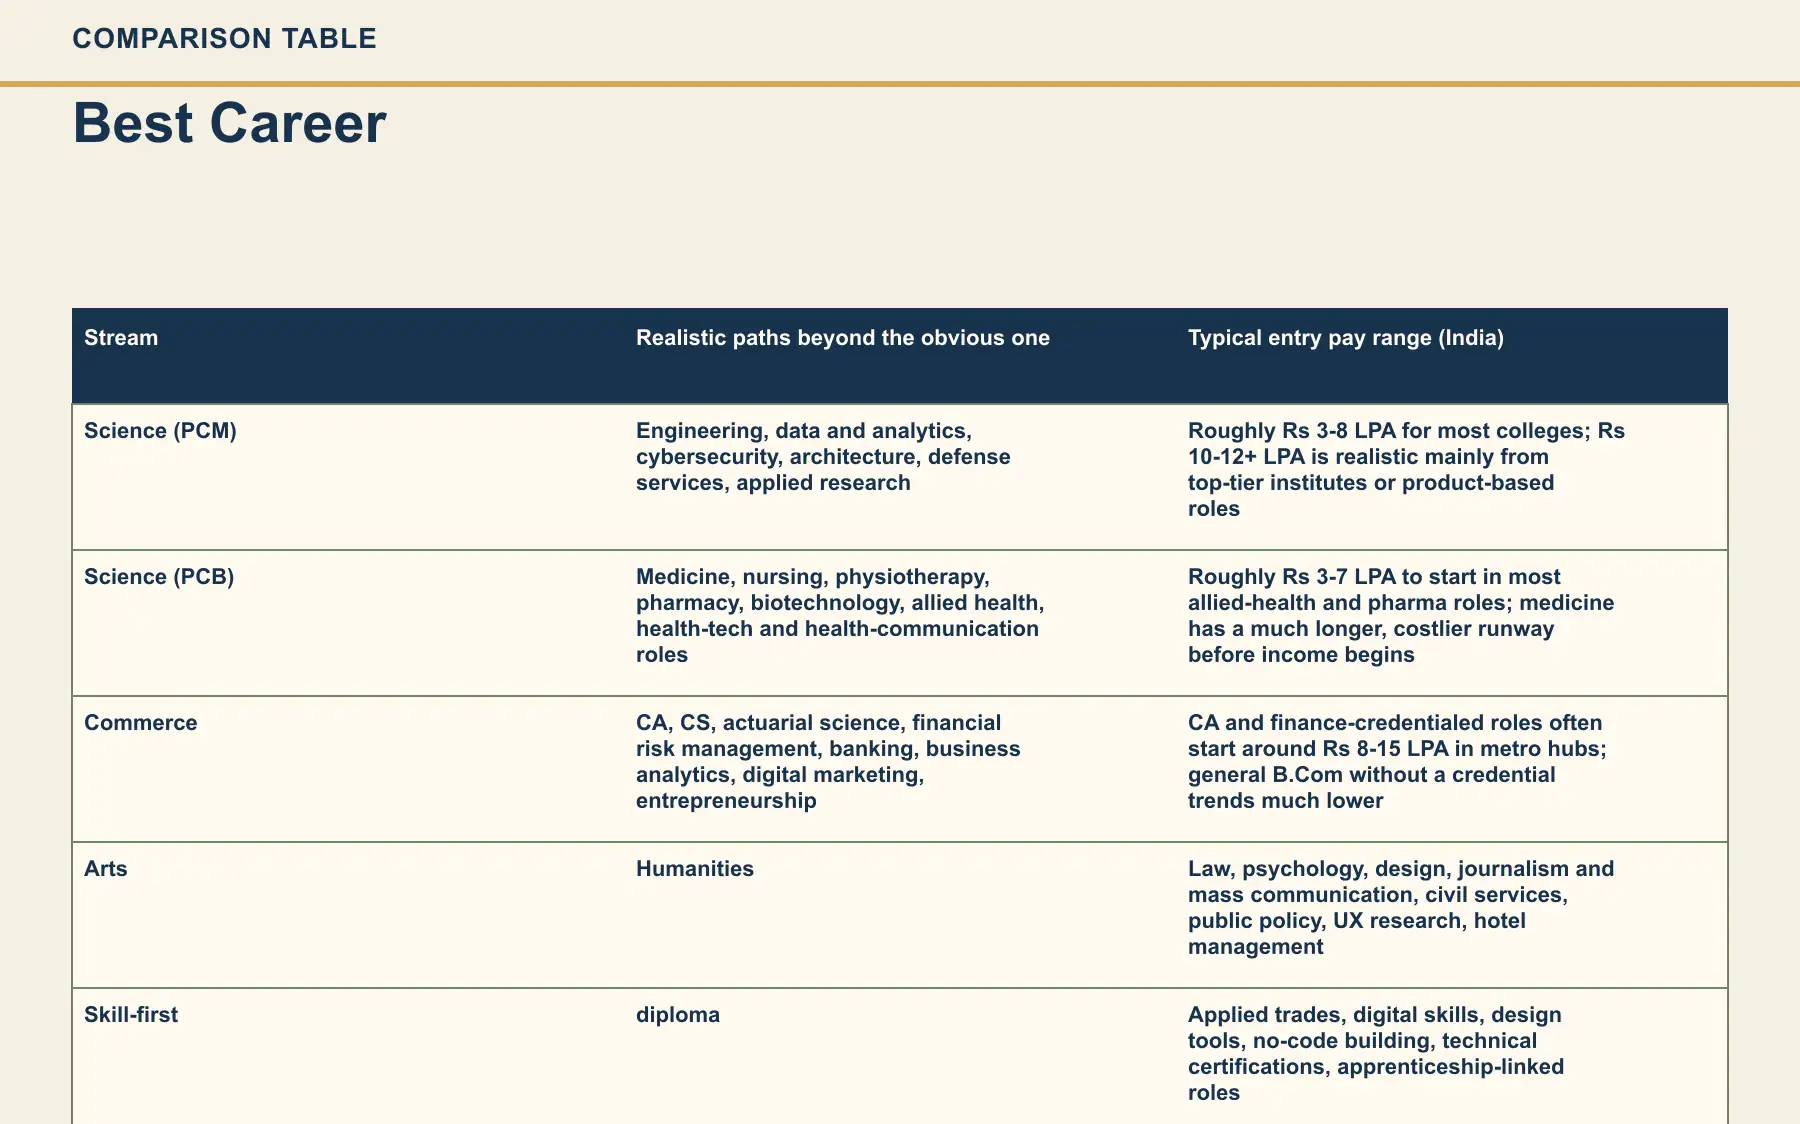 COMPARISON TABLE
Best Career
Stream
Realistic paths beyond the obvious one
Typical entry pay range (India)
Science (PCM)
Engineering, data and analytics,
cybersecurity, architecture, defense
services, applied research
Roughly Rs 3-8 LPA for most colleges; Rs
10-12+ LPA is realistic mainly from
top-tier institutes or product-based
roles
Science (PCB)
Medicine, nursing, physiotherapy,
pharmacy, biotechnology, allied health,
health-tech and health-communication
roles
Roughly Rs 3-7 LPA to start in most
allied-health and pharma roles; medicine
has a much longer, costlier runway
before income begins
Commerce
CA, CS, actuarial science, financial
risk management, banking, business
analytics, digital marketing,
entrepreneurship
CA and finance-credentialed roles often
start around Rs 8-15 LPA in metro hubs;
general B.Com without a credential
trends much lower
Arts
Humanities
Law, psychology, design, journalism and
mass communication, civil services,
public policy, UX research, hotel
management
Skill-first
diploma
Applied trades, digital skills, design
tools, no-code building, technical
certifications, apprenticeship-linked
roles